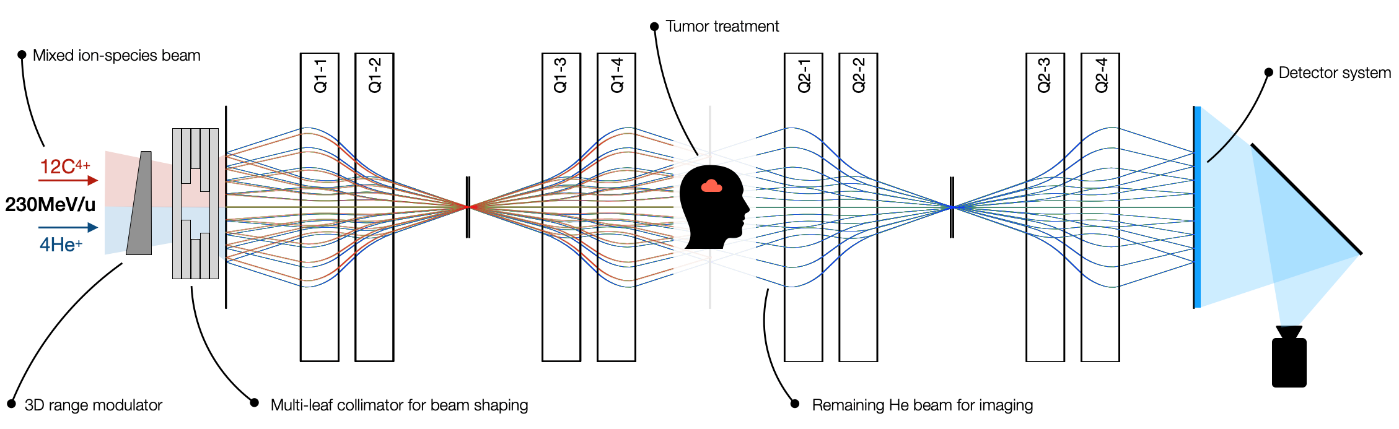 Tumor treatment
Mixed ion-species beam
Q1-1
Q1-2
Q1-3
Q1-4
Q2-1
Q2-2
Q2-3
Q2-4
Detector system
12C⁴⁺
230MeV/u
4He⁺
3D range modulator
Multi-leaf collimator for beam shaping
Remaining He beam for imaging